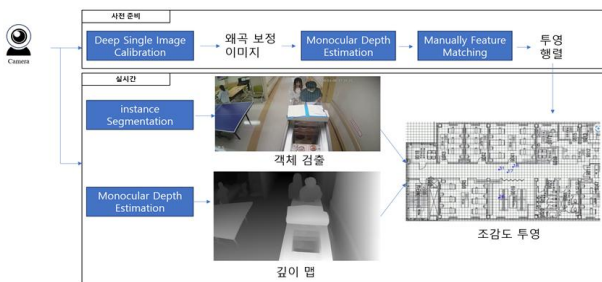 사전 준비
Camera
Deep Single Image
Calibration
왜곡 보정
이미지
Monocular Depth
Estimation
Manually Feature
Matching
투영
행렬
실시간
instance
Segmentation
객체 검출
Monocular Depth
Estimation
깊이 맵
조감도 투영